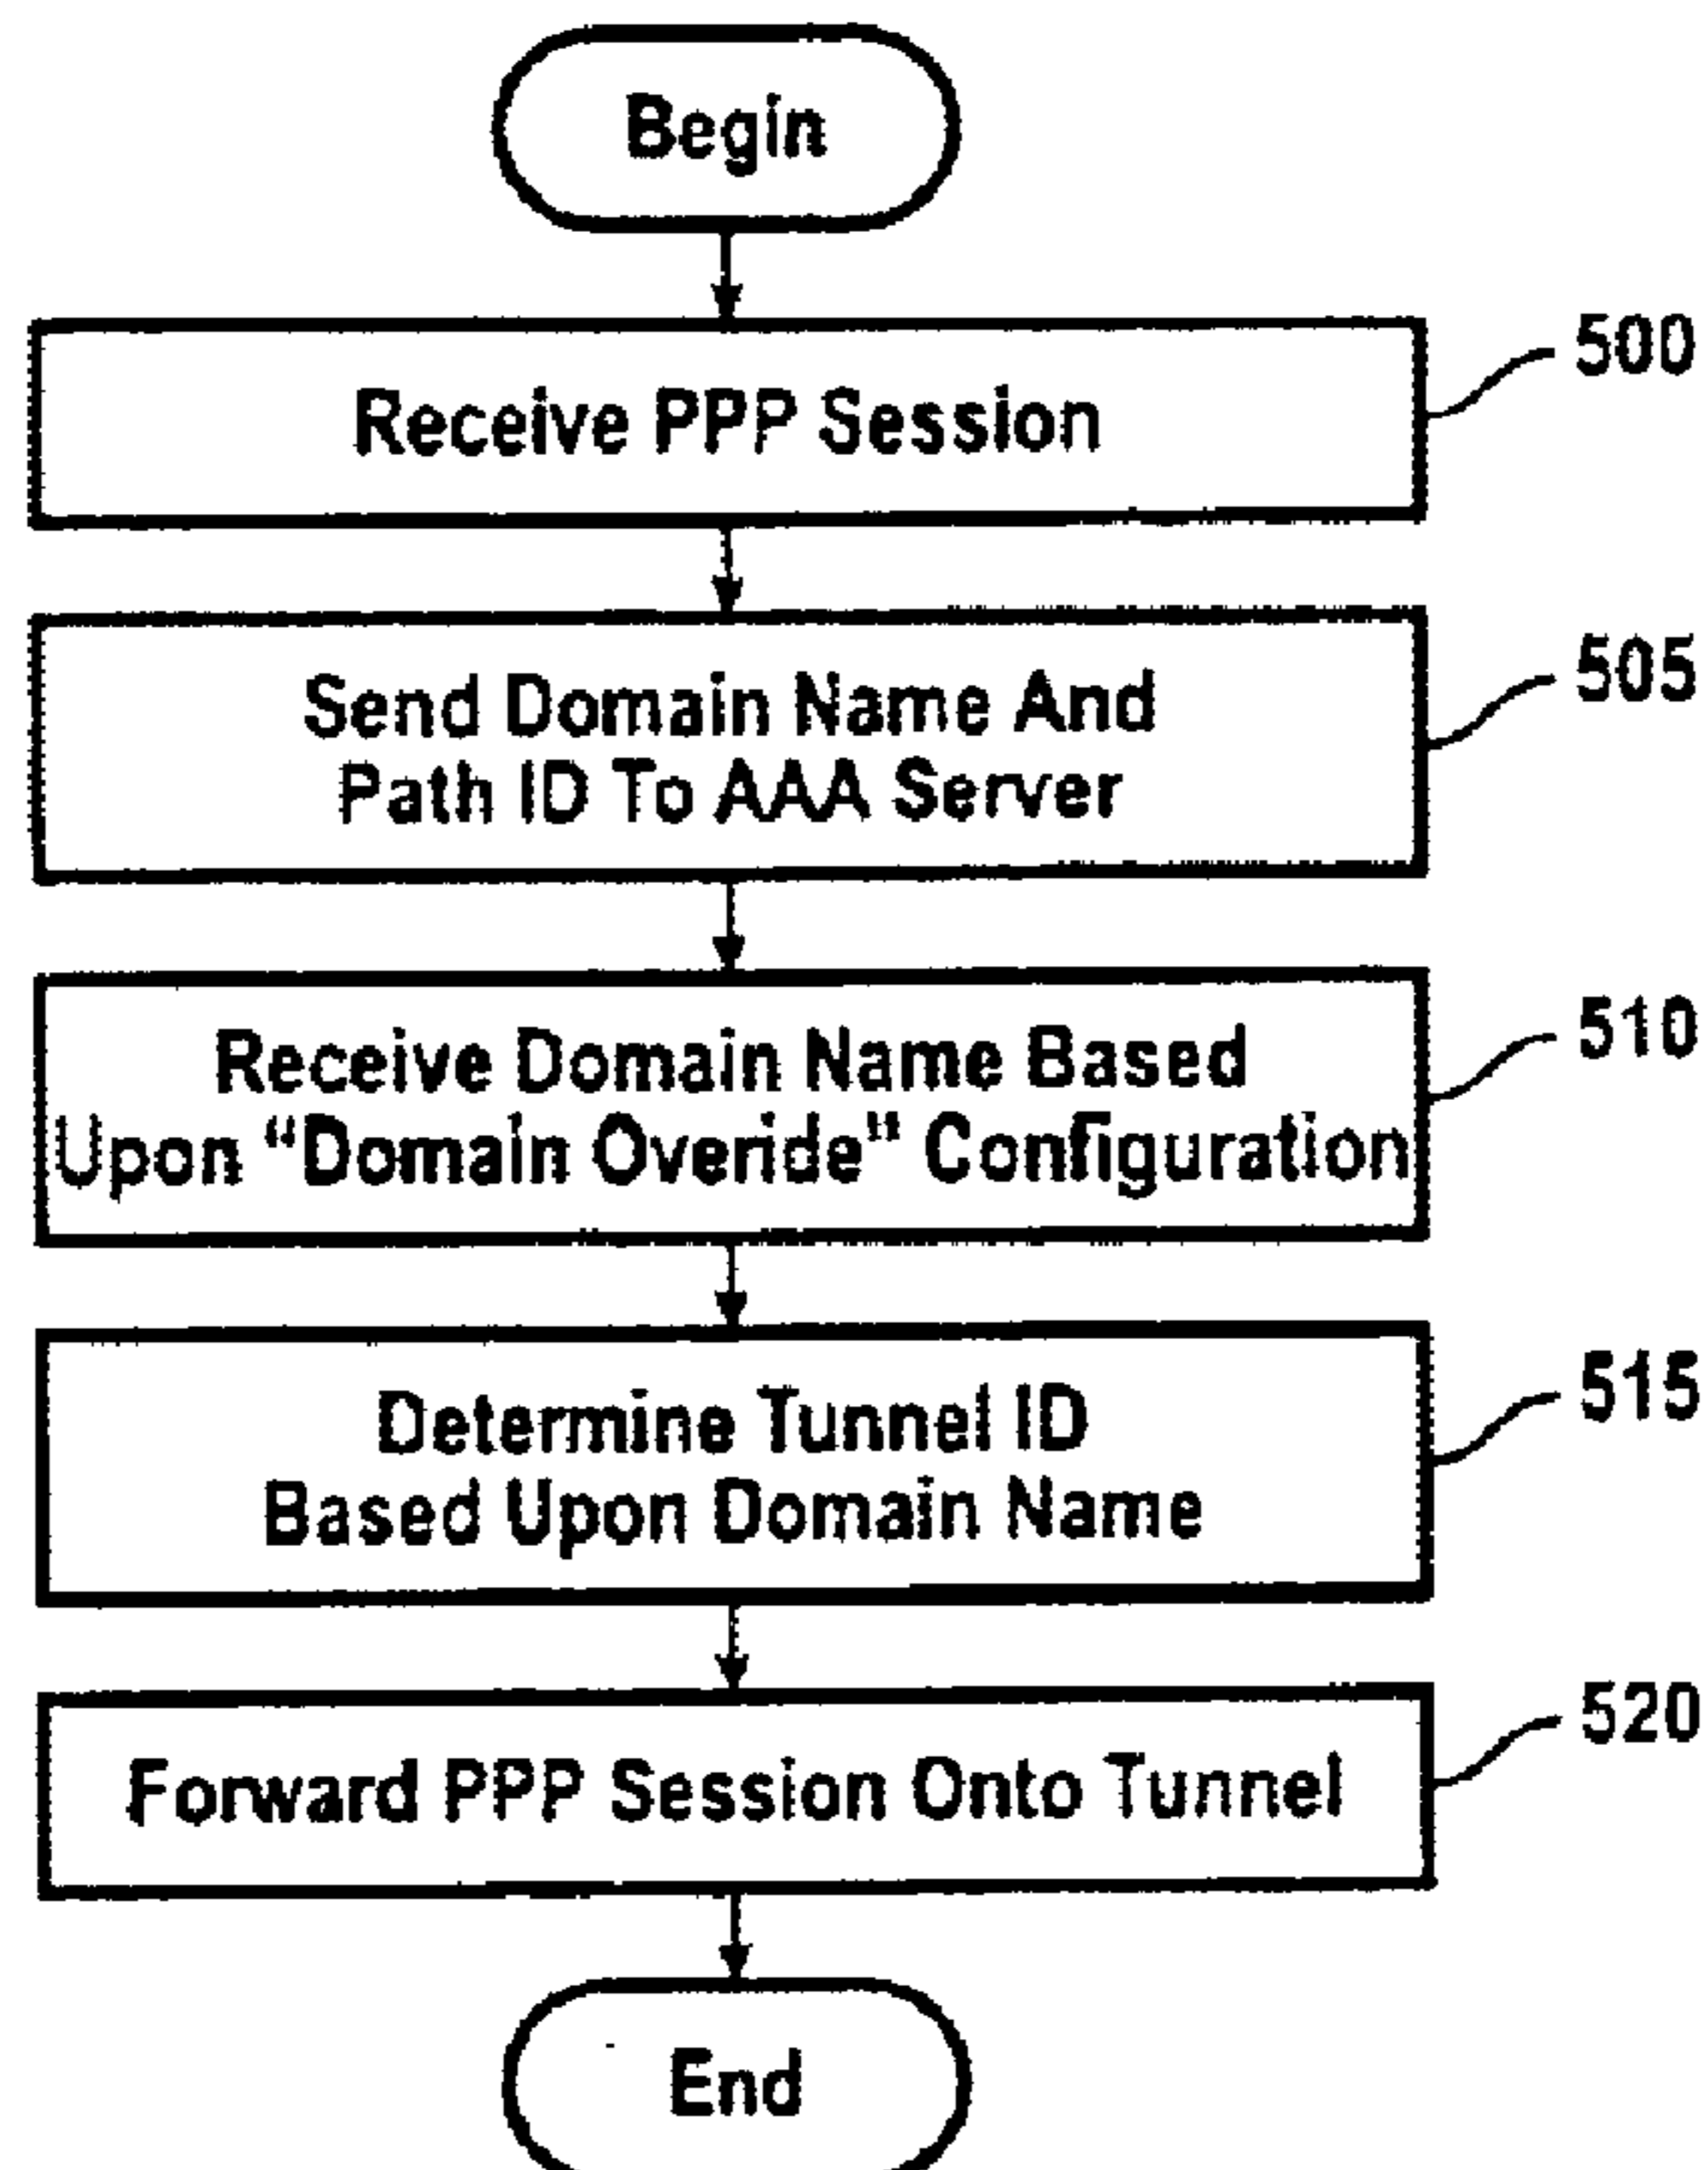 Begin
Receive PPP Session
500
Send Domain Name And
Path ID To AAA Server
505
Receive Domain Name Based
Upon “Domain Overide” Configuration
510
Determine Tunnel ID
Based Upon Domain Name
515
Forward PPP Session Onto Tunnel
520
End